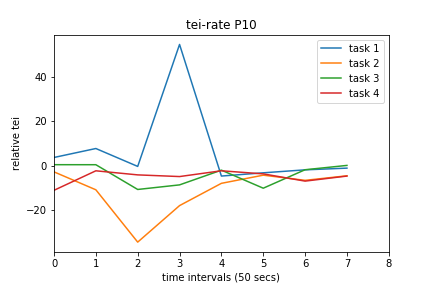 tei-rate P10
task 1
task 2
task 3
task 4
relative tei
40
20
0
−20
0 1 2 3 4 5 6 7 8
time intervals (50 secs)